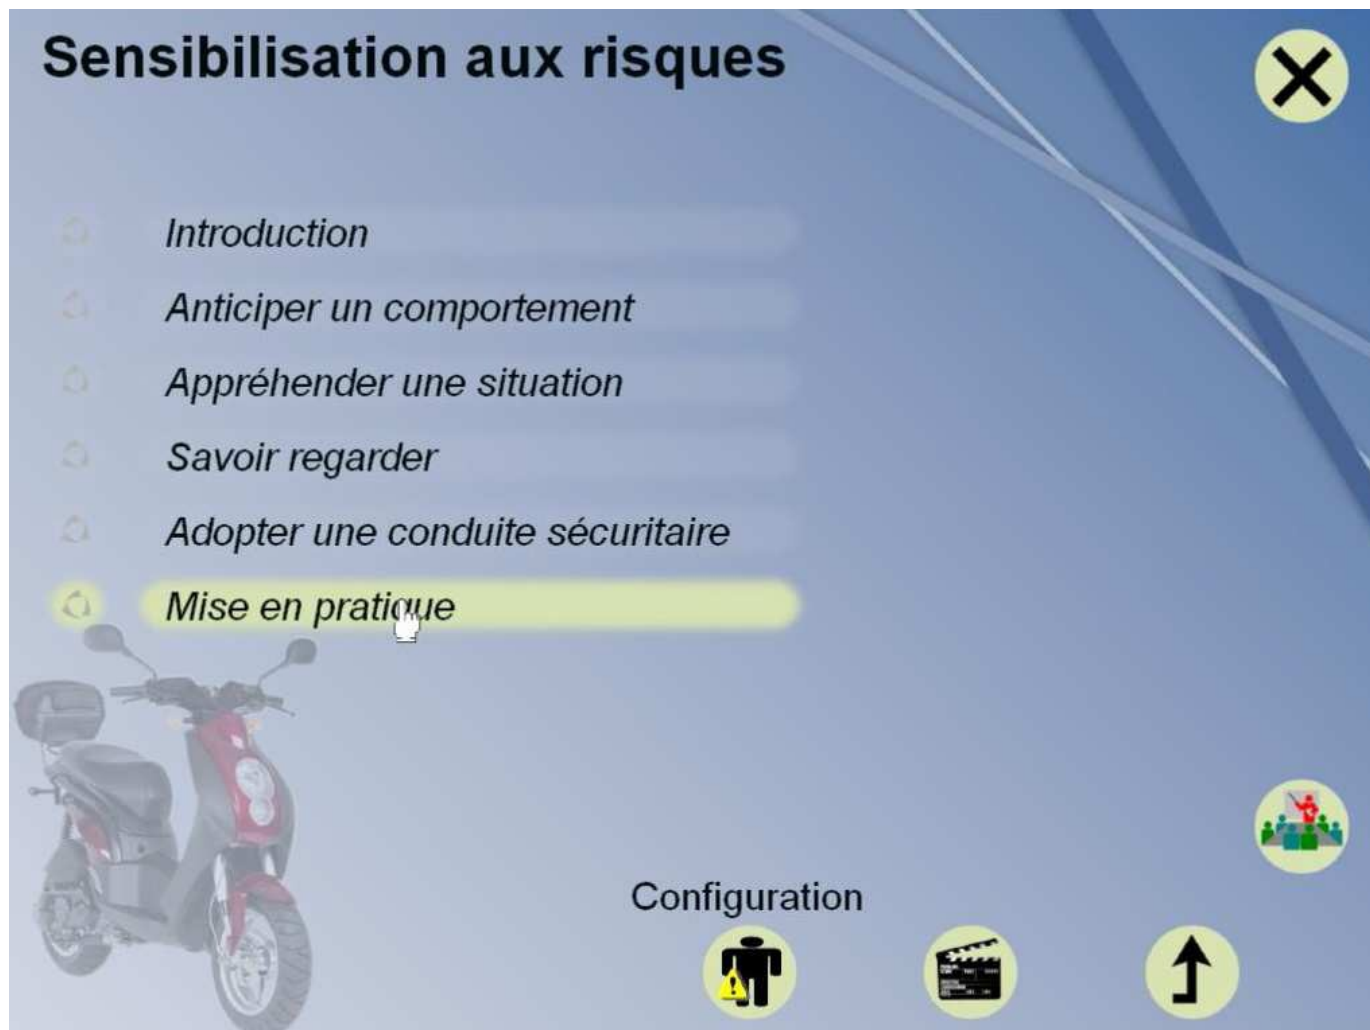 Sensibilisation aux risques
Introduction
Anticiper un comportement
Appréhender une situation
Savoir regarder
Adopter une conduite sécuritaire
Mise en pratique
Configuration